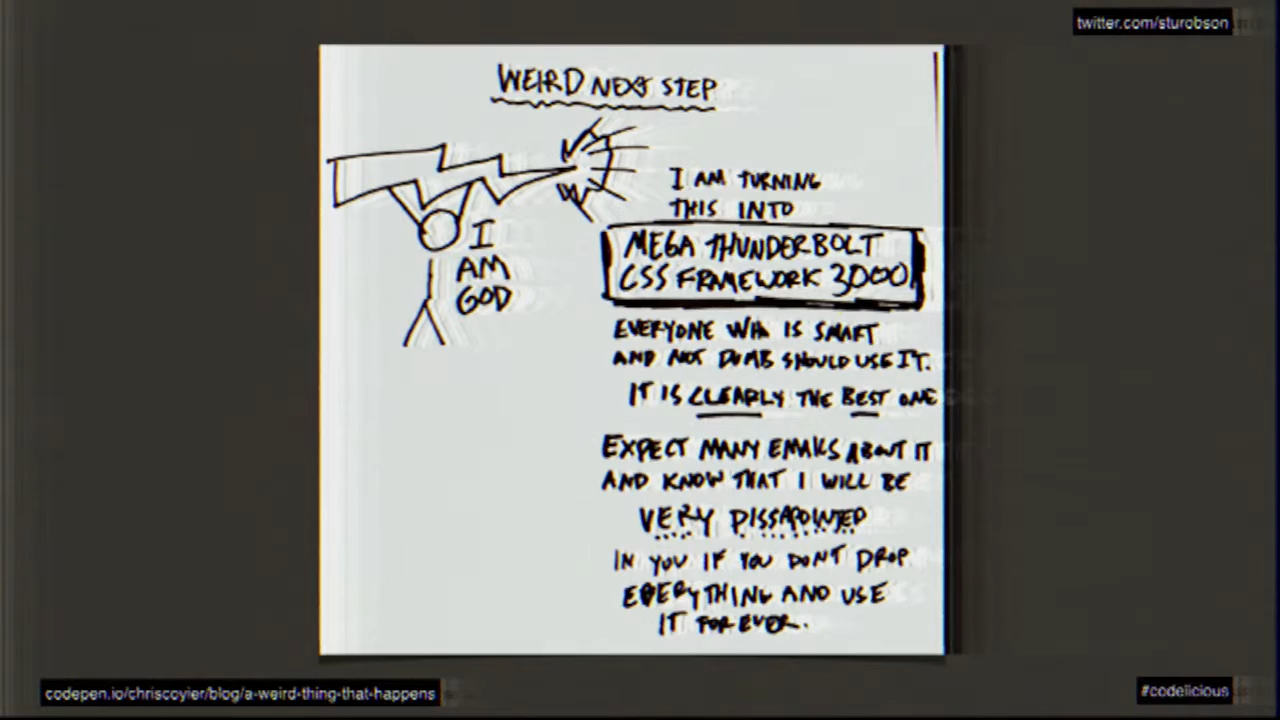 twitter.com/sturobson
WEIRD NEXT STEP
I AM TURNING
THIS INTO
MEGA THUNDERBOLT
CSS FRAMEWORK 3000
I
AM
GOD
EVERYONE WHO IS SMART
AND NOT DUMB SHOULD USE IT.
IT IS CLEARLY THE BEST ONE
EXPECT MANY EMAILS ABOUT IT
AND KNOW THAT I WILL BE
VERY DISSAPOINTED
IN YOU IF YOU DON'T DROP
EVERYTHING AND USE
IT FOR EVER.
codepen.io/chriscoyier/blog/a-weird-thing-that-happens
#codelicious